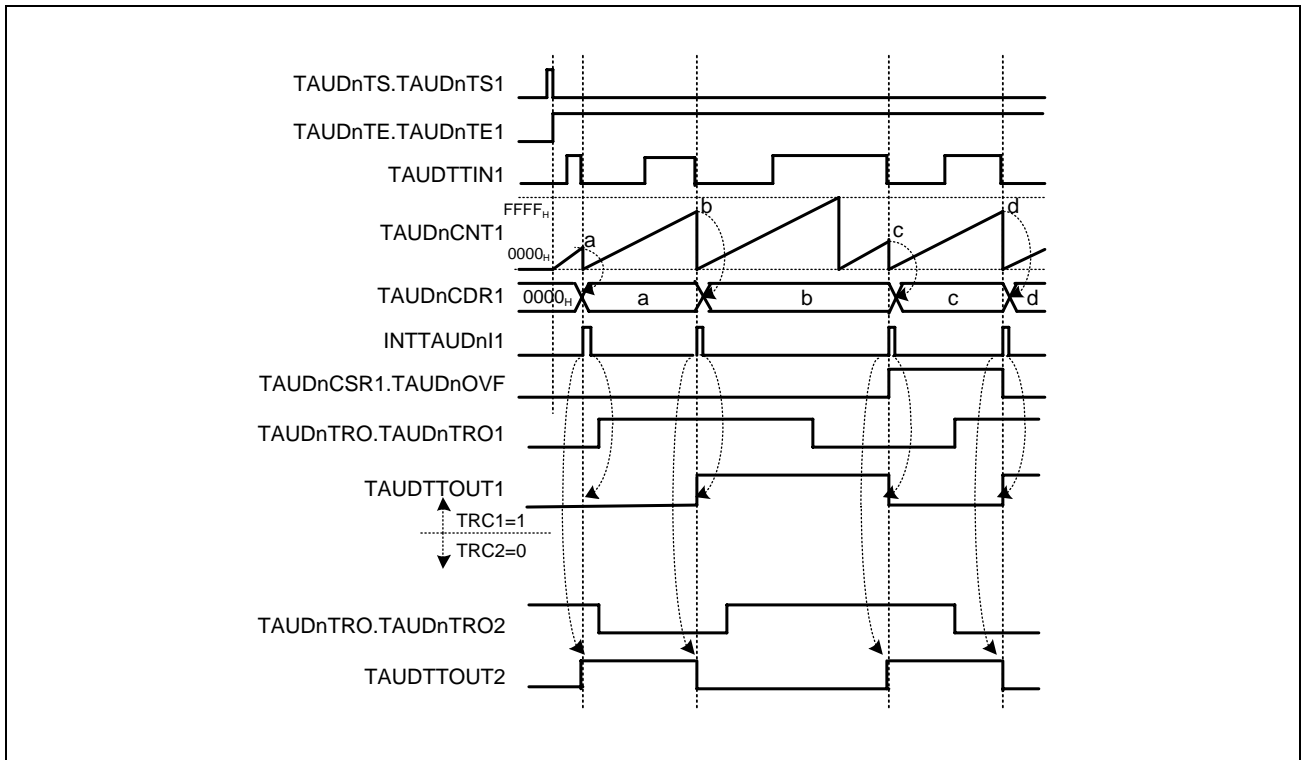 TAUDnTS.TAUDnTS1
TAUDnTE.TAUDnTE1
TAUDTTIN1
FFFFH
b
d
TAUDnCNT1
a
c
0000H
TAUDnCDR1
0000H
a
b
c
d
INTTAUDnI1
TAUDnCSR1.TAUDnOVF
TAUDnTRO.TAUDnTRO1
TAUDTTOUT1
TRC1=1
TRC2=0
TAUDnTRO.TAUDnTRO2
TAUDTTOUT2